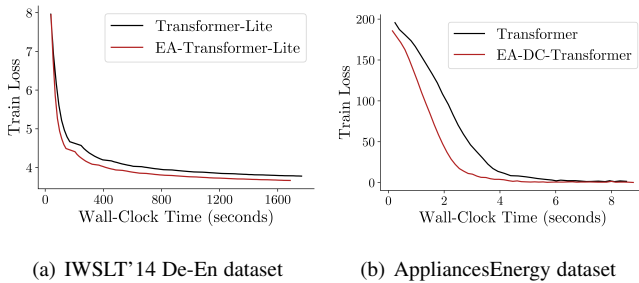 8
6
4
Train Loss
Transformer-Lite
EA-Transformer-Lite
0 400 800 1200 1600
Wall-Clock Time (seconds)
(a) IWSLT'14 De-En dataset
200
150
100
50
0
Train Loss
Transformer
EA-DC-Transformer
0 2 4 6 8
Wall-Clock Time (seconds)
(b) AppliancesEnergy dataset